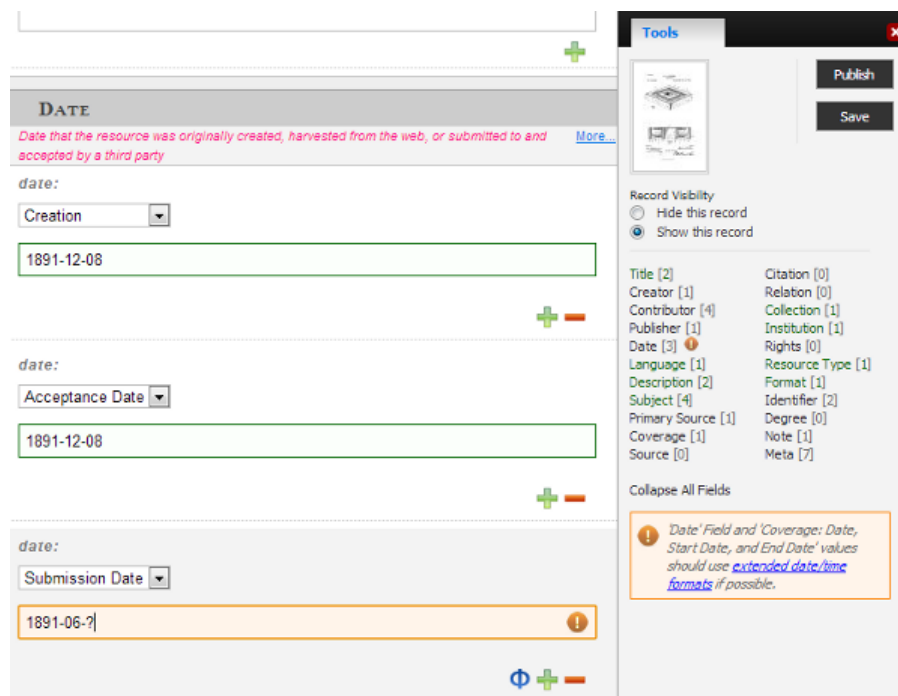 DATE
Date that the resource was originally created, harvested from the web, or submitted to and
accepted by a third party
More...
date:
Creation
1891-12-08
date:
Acceptance Date
1891-12-08
date:
Submission Date
1891-06-?
Φ
Tools
Publish
Save
Record Visibility
Hide this record
Show this record
Title [2]
Creator [1]
Contributor [4]
Publisher [1]
Date [3]
Language [1]
Description [2]
Subject [4]
Primary Source [1]
Coverage [1]
Source [0]
Citation [0]
Relation [0]
Collection [1]
Institution [1]
Rights [0]
Resource Type [1]
Format [1]
Identifier [2]
Degree [0]
Note [1]
Meta [7]
Collapse All Fields
'Date' Field and 'Coverage: Date,
Start Date, and End Date' values
should use extended date/time
formats if possible.